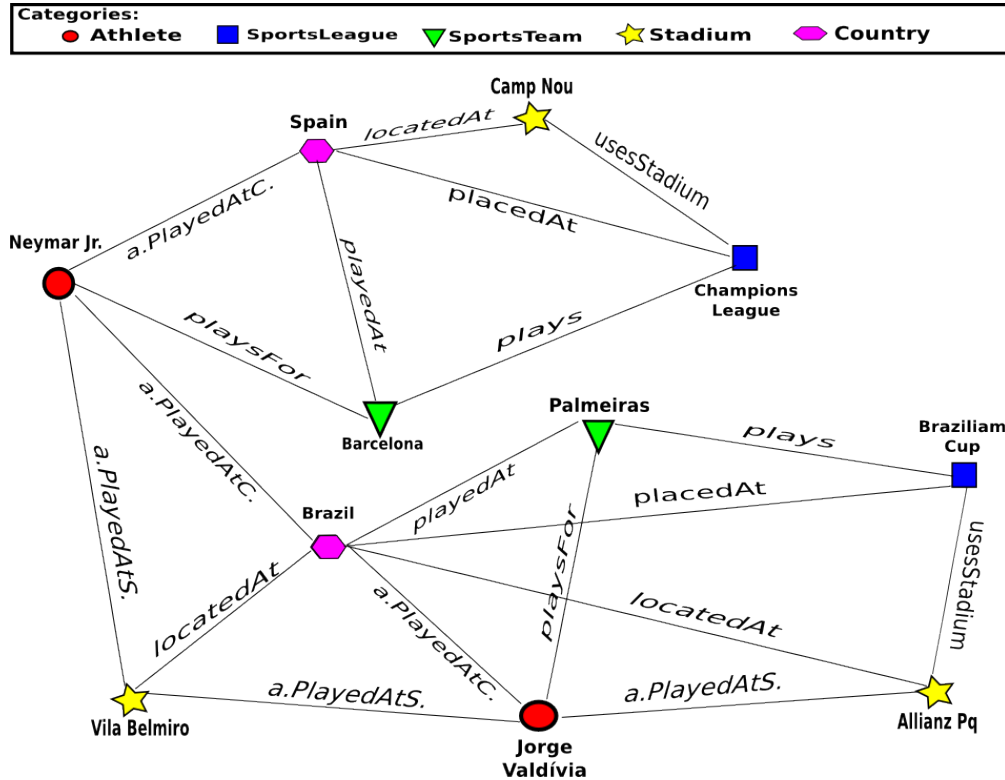 Categories:
Athlete
SportsLeague
SportsTeam
Stadium
Country
Camp Nou
Spain
locatedAt
usesStadium
a.PlayedAtC.
placedAt
Neymar Jr.
playedAt
Champions
League
playsFor
plays
a.PlayedAtC.
Barcelona
Palmeiras
plays
Braziliam
Cup
a.PlayedAtS.
playedAt
placedAt
Brazil
playsFor
usesStadium
locatedAt
a.PlayedAtC.
locatedAt
a.PlayedAtS.
a.PlayedAtS.
Vila Belmiro
Allianz Pq
Jorge
Valdívia